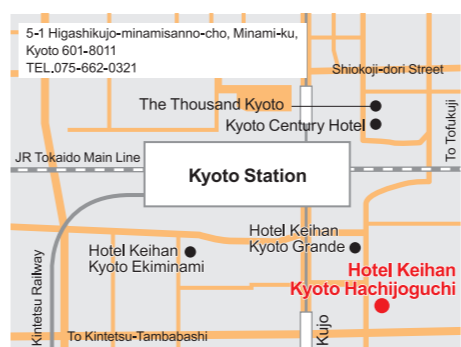 5-1 Higashikujo-minamisanno-cho, Minami-ku,
Kyoto 601-8011
TEL.075-662-0321
Shiokoji-dori Street
The Thousand Kyoto
Kyoto Century Hotel
JR Tokaido Main Line
To Tofukuji
Kyoto Station
Hotel Keihan
Kyoto Grande
Hotel Keihan
Kyoto Ekiminami
Hotel Keihan
Kyoto Hachijoguchi
Kintetsu Railway
To Kintetsu-Tambabashi
Kujo